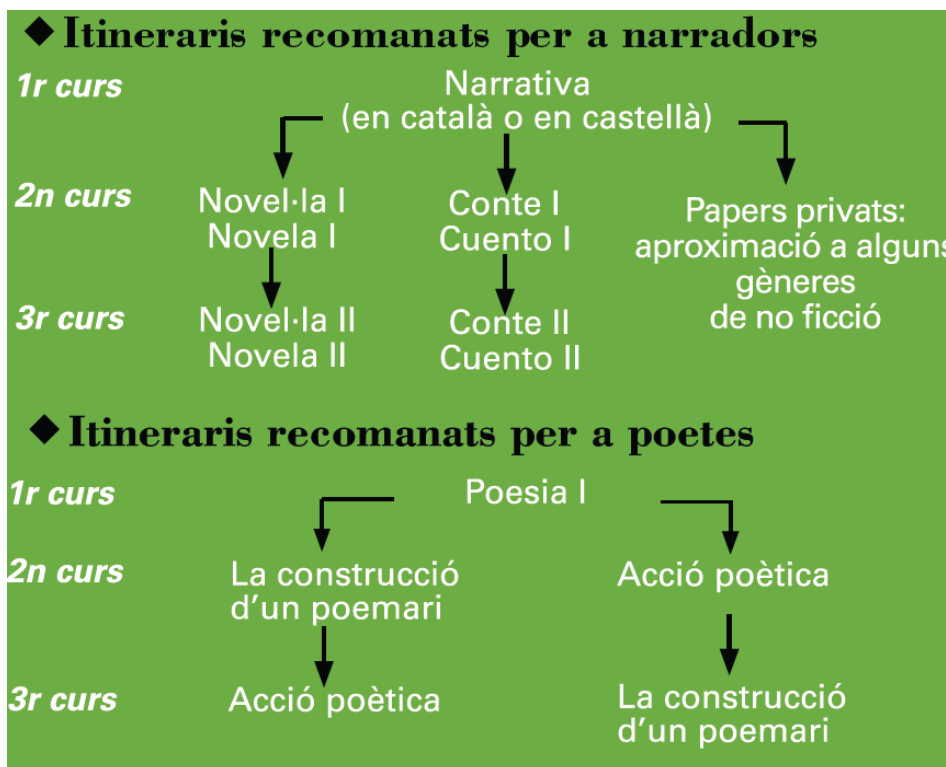 ◆ Itineraris recomanats per a narradors
1r curs
Narrativa
(en català o en castellà)
2n curs
Novel·la I
Novela I
Conte I
Cuento I
Papers privats:
aproximació a alguns
gèneres
de no ficció
3r curs
Novel·la II
Novela II
Conte II
Cuento II
◆ Itineraris recomanats per a poetes
1r curs
Poesia I
2n curs
La construcció
d'un poemari
Acció poètica
3r curs
Acció poètica
La construcció
d'un poemari